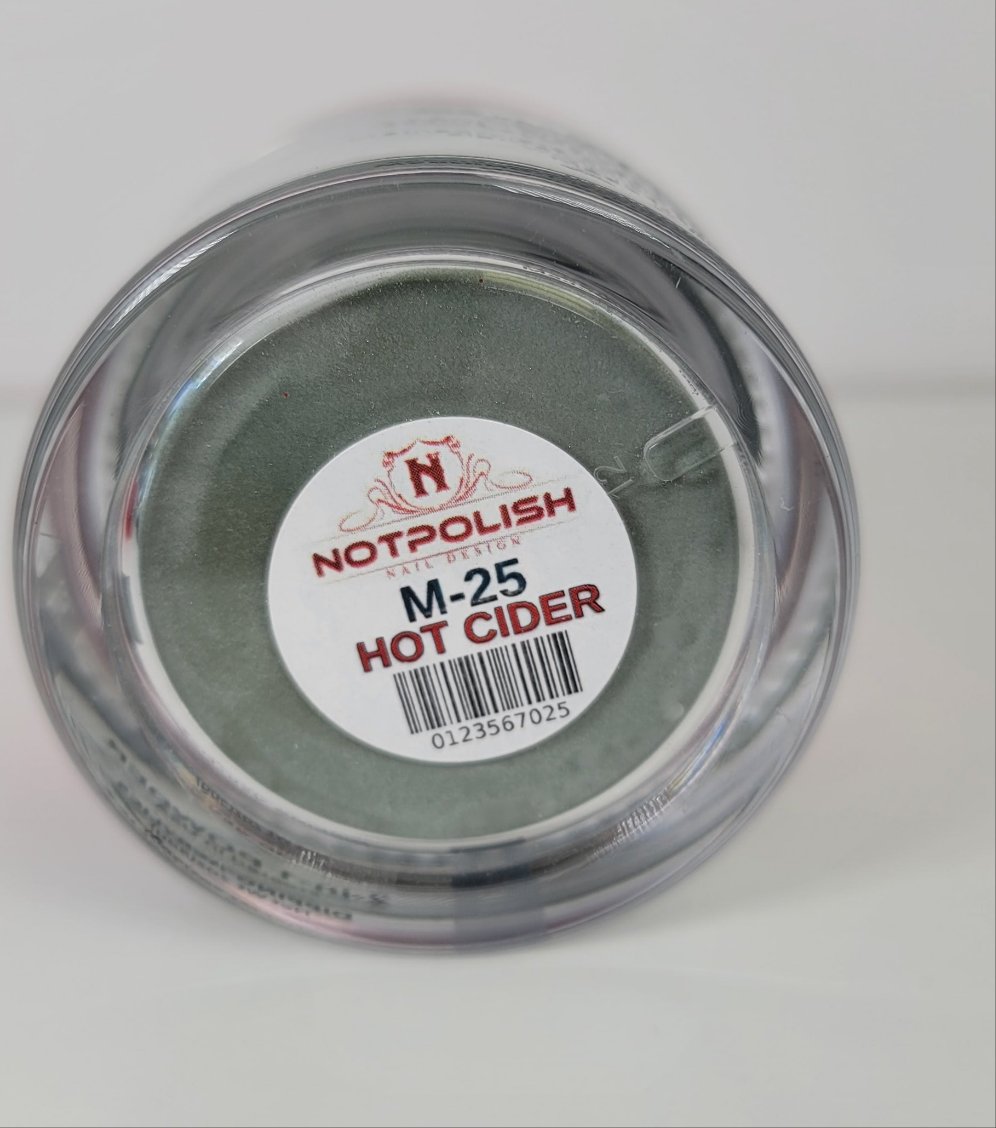 N
NOTPOLISH
NAIL DESIGN
M-25
HOT CIDER
0123567025